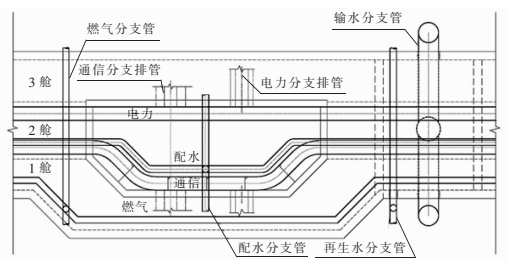 输水分支管
燃气分支管
通信分支排管
电力分支排管
3舱
电力
2舱
配水
1舱
通信
燃气
配水分支管
再生水分支管